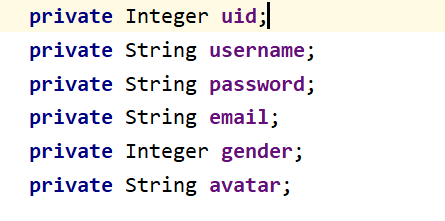 private Integer uid;
private String username;
private String password;
private String email;
private Integer gender;
private String avatar;